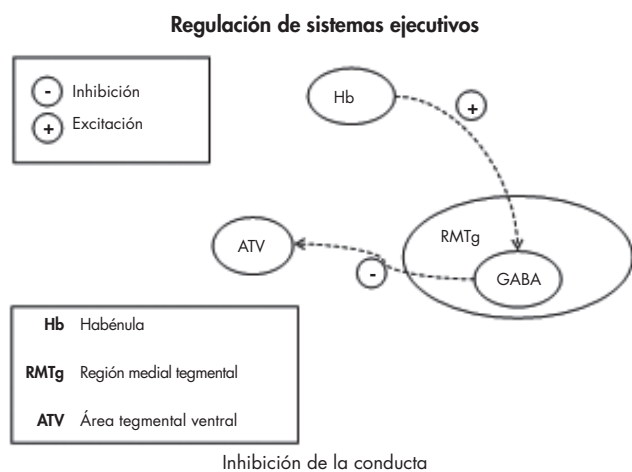 Regulación de sistemas ejecutivos
- Inhibición
+ Excitación
Hb
+
RMTg
ATV
GABA
-
Hb Habénula
RMTg Región medial tegmental
ATV Área tegmental ventral
Inhibición de la conducta